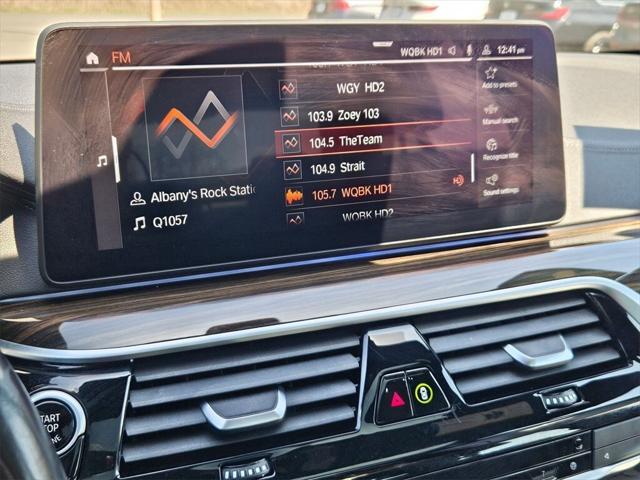 FM
WQBK HD1
12:41 pm
WGY HD2
103.9 Zoey 103
104.5 TheTeam
104.9 Strait
105.7 WQBK HD1
WQBK HD2
Albany's Rock Static
Q1057
Add to presets
Manual search
Recognize title
Sound settings
START
STOP